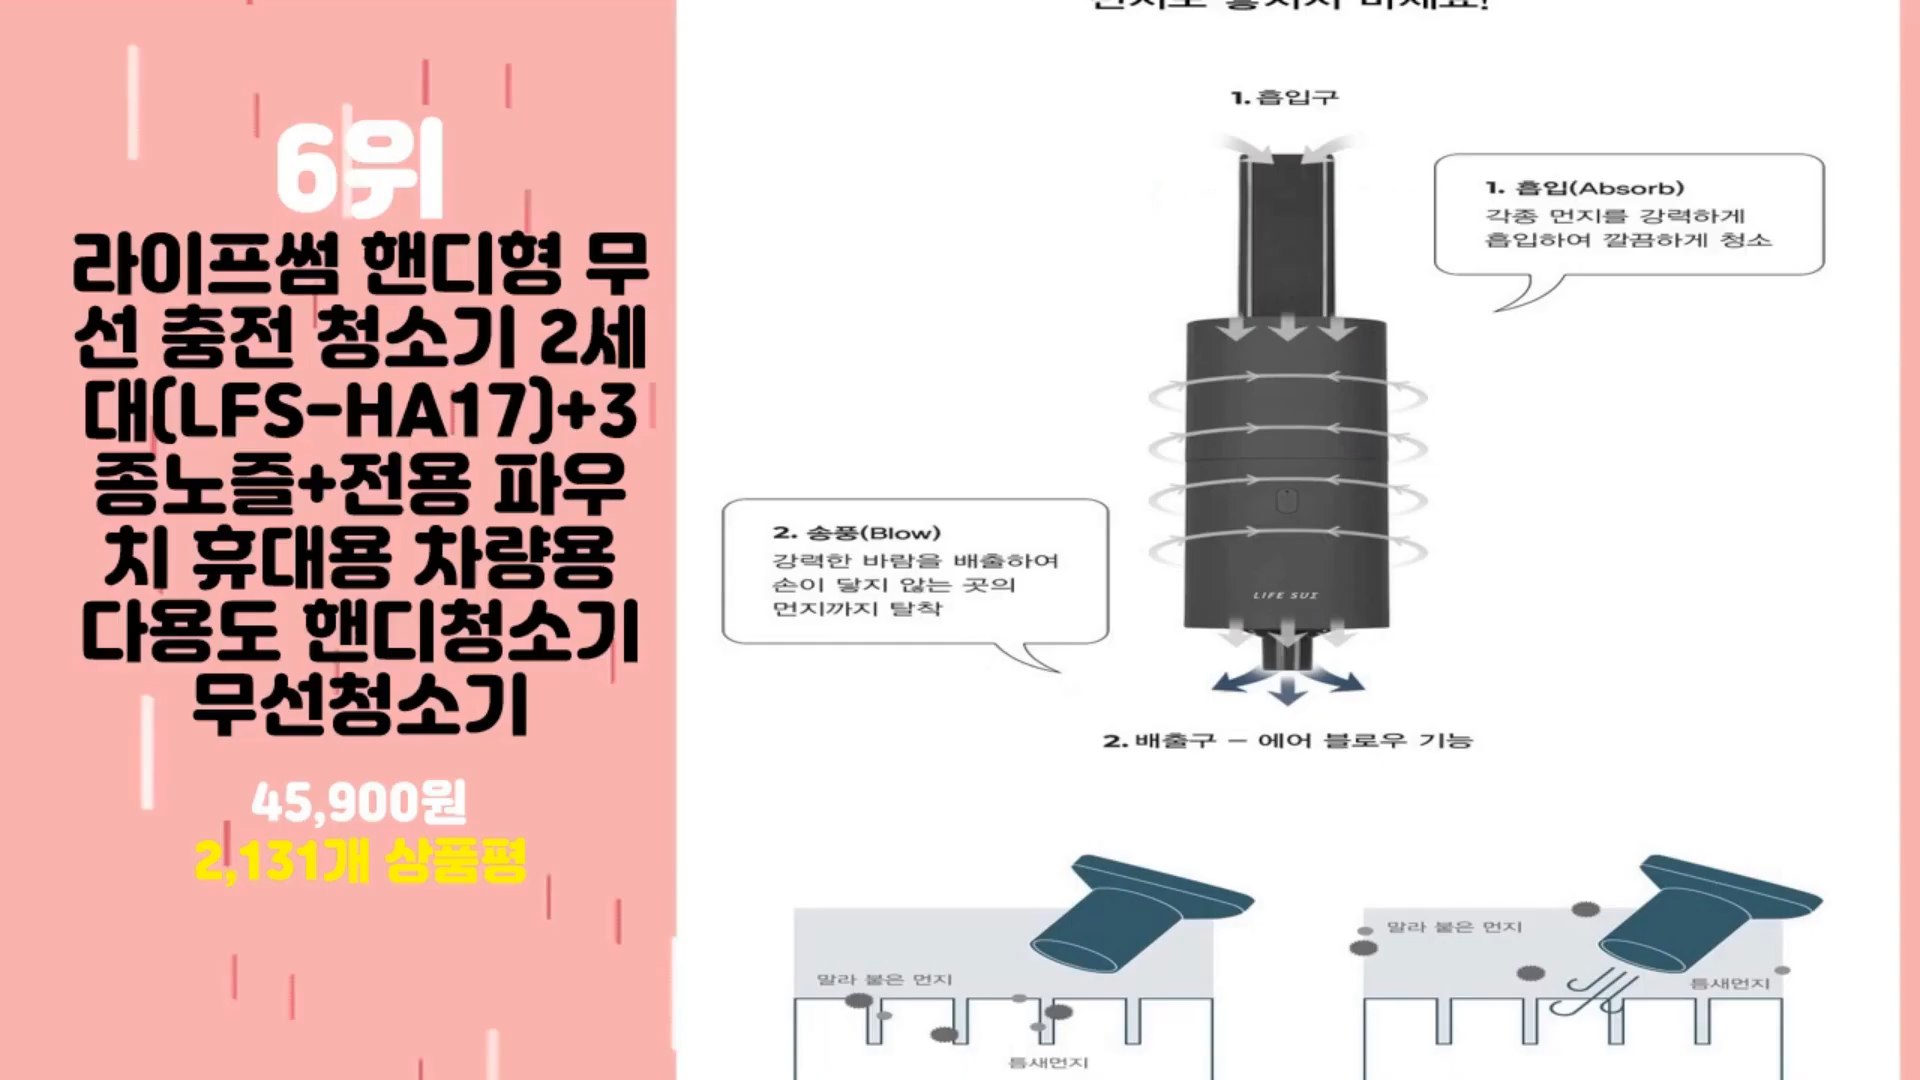 6위
라이프썸 핸디형 무
선 충전 청소기 2세
대(LFS-HA17)+3
종노즐+전용 파우
치 휴대용 차량용
다용도 핸디청소기
무선청소기
45,900원
2,131개 상품평
1. 흡입구
1. 흡입(Absorb)
각종 먼지를 강력하게
흡입하여 깔끔하게 청소
2. 송풍(Blow)
강력한 바람을 배출하여
손이 닿지 않는 곳의
먼지까지 탈착
LIFE SUI
2. 배출구 – 에어 블로우 기능
말라 붙은 먼지
틈새먼지
말라 붙은 먼지
틈새먼지